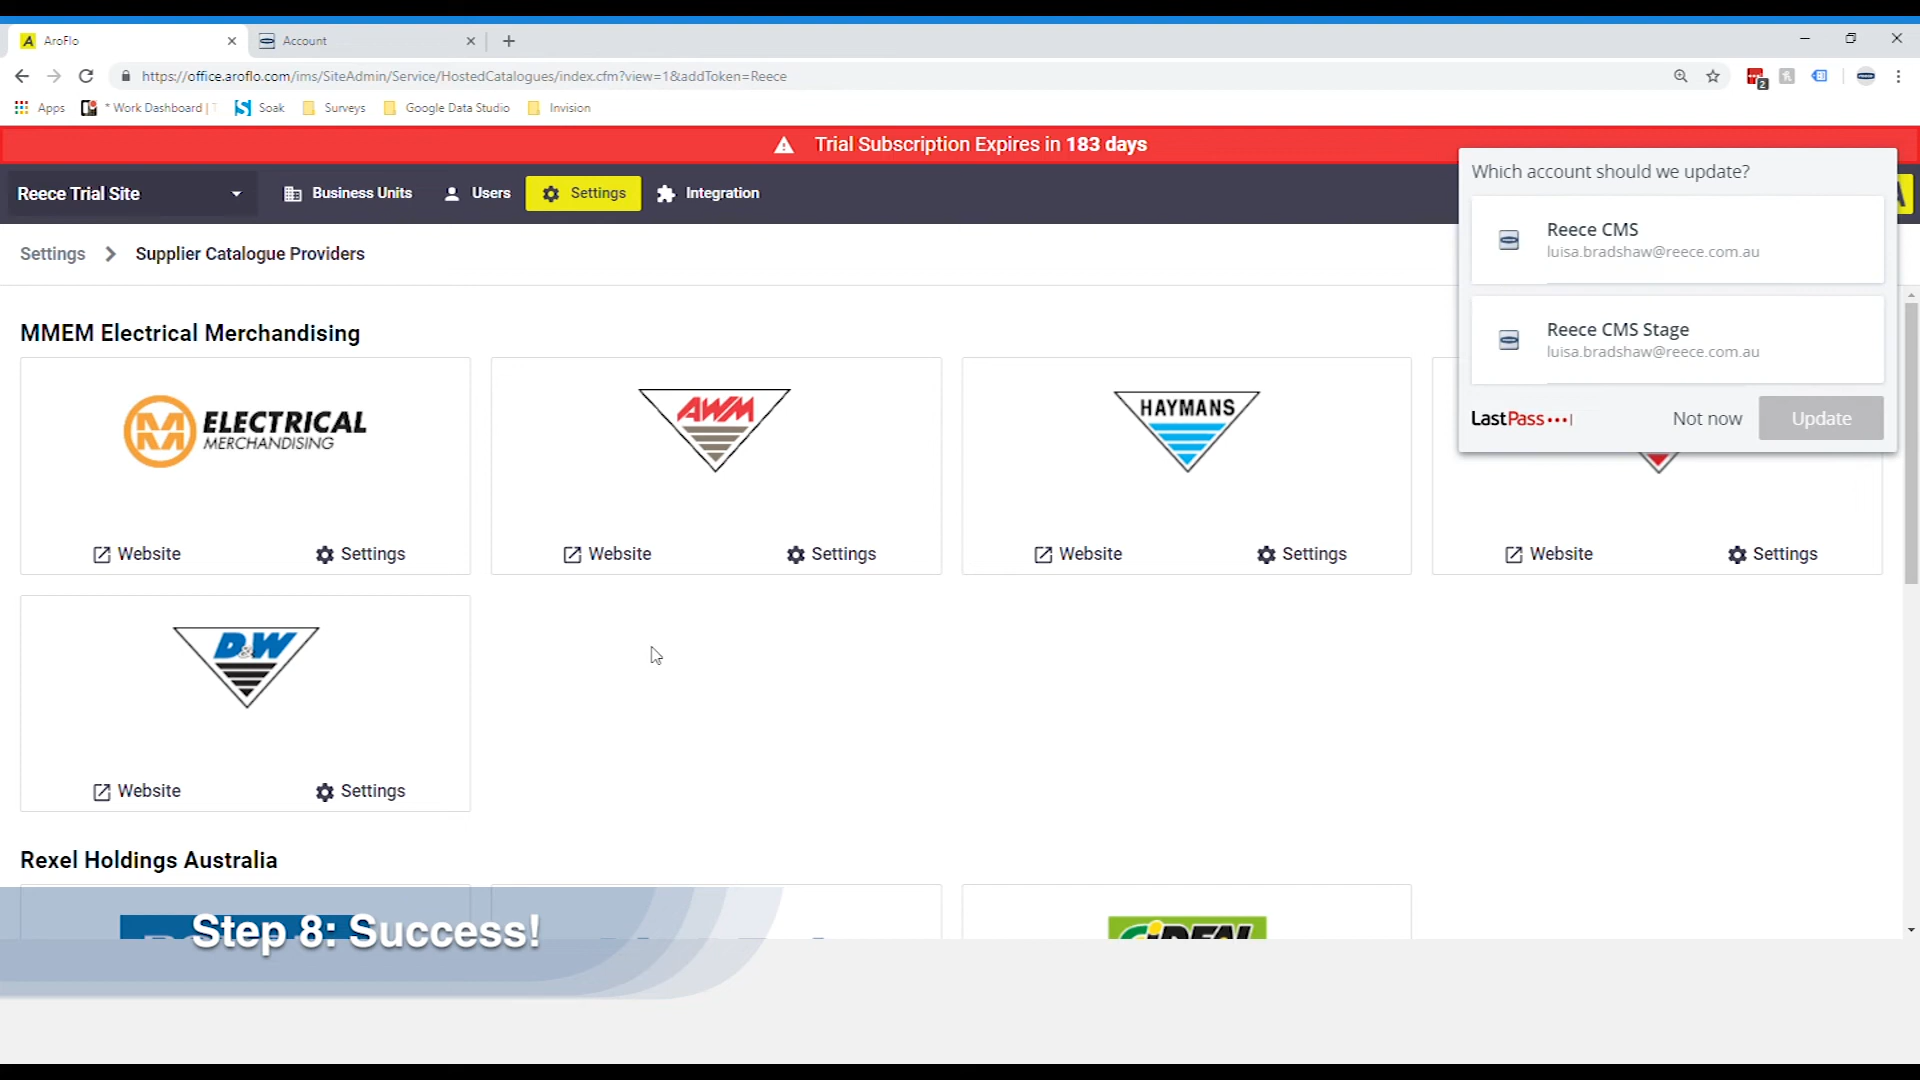 AroFlo
Account
https://office.aroflo.com/ims/SiteAdmin/Service/HostedCatalogues/index.cfm?view=1&addToken=Reece
2
Apps
* Work Dashboard | T
Soak
Surveys
Google Data Studio
Invision
Trial Subscription Expires in 183 days
Reece Trial Site
Business Units
Users
Settings
Integration
Which account should we update?
Reece CMS
luisa.bradshaw@reece.com.au
Reece CMS Stage
luisa.bradshaw@reece.com.au
LastPass
Not now
Update
Settings
Supplier Catalogue Providers
MMEM Electrical Merchandising
ELECTRICAL
MERCHANDISING
AWM
HAYMANS
Website
Settings
Website
Settings
Website
Settings
Website
Settings
D&W
Website
Settings
Rexel Holdings Australia
iDEAL
Step 8: Success!